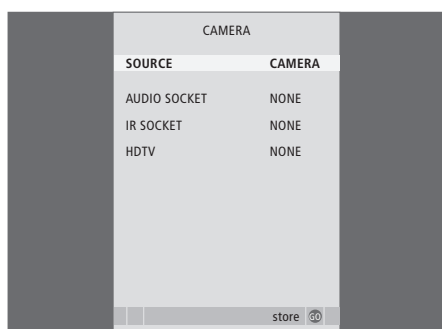 CAMERA
SOURCE CAMERA
AUDIO SOCKET NONE
IR SOCKET NONE
HDTV NONE
store GO